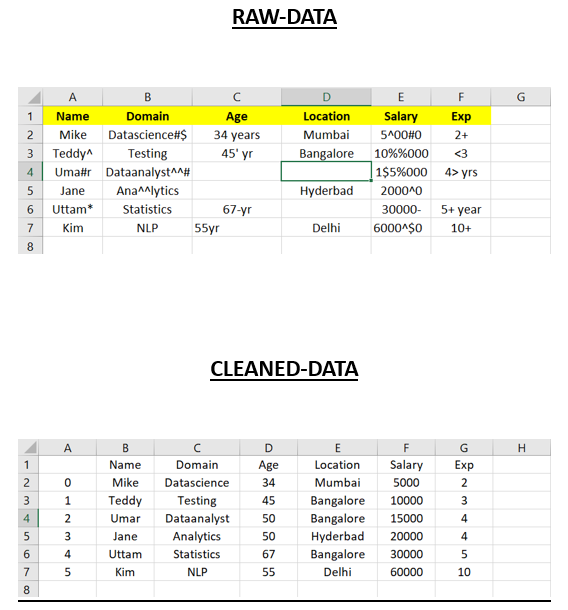 RAW-DATA
A B C D E F G
1 Name Domain Age Location Salary Exp
2 Mike Datascience#$ 34 years Mumbai 5^00#0 2+
3 Teddy^ Testing 45' yr Bangalore 10%%000 <3
4 Uma#r Dataanalyst^^# 1$5%000 4> yrs
5 Jane Ana^^lytics Hyderbad 2000^0
6 Uttam* Statistics 67-yr 30000- 5+ year
7 Kim NLP 55yr Delhi 6000^$0 10+
8
CLEANED-DATA
A B C D E F G H
1 Name Domain Age Location Salary Exp
2 0 Mike Datascience 34 Mumbai 5000 2
3 1 Teddy Testing 45 Bangalore 10000 3
4 2 Umar Dataanalyst 50 Bangalore 15000 4
5 3 Jane Analytics 50 Hyderbad 20000 4
6 4 Uttam Statistics 67 Bangalore 30000 5
7 5 Kim NLP 55 Delhi 60000 10
8